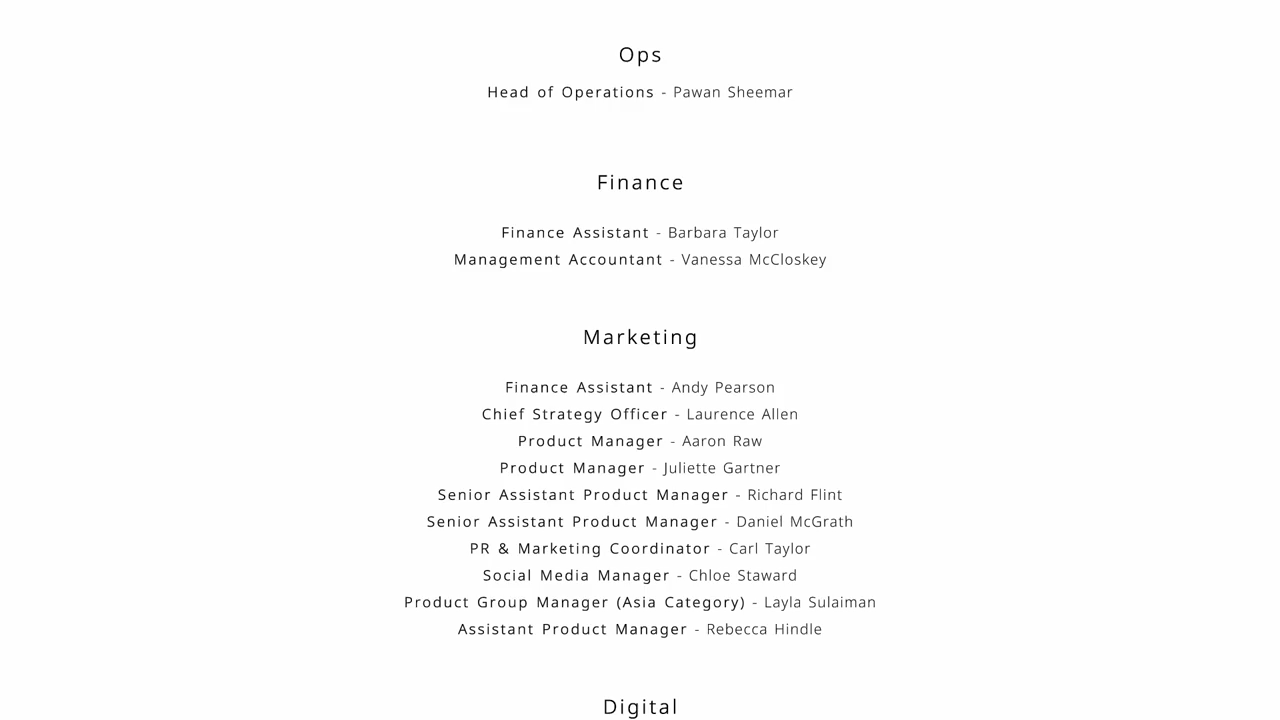 Ops
Head of Operations - Pawan Sheemar
Finance
Finance Assistant - Barbara Taylor
Management Accountant - Vanessa McCloskey
Marketing
Finance Assistant - Andy Pearson
Chief Strategy Officer - Laurence Allen
Product Manager - Aaron Raw
Product Manager - Juliette Gartner
Senior Assistant Product Manager - Richard Flint
Senior Assistant Product Manager - Daniel McGrath
PR & Marketing Coordinator - Carl Taylor
Social Media Manager - Chloe Staward
Product Group Manager (Asia Category) - Layla Sulaiman
Assistant Product Manager - Rebecca Hindle
Digital